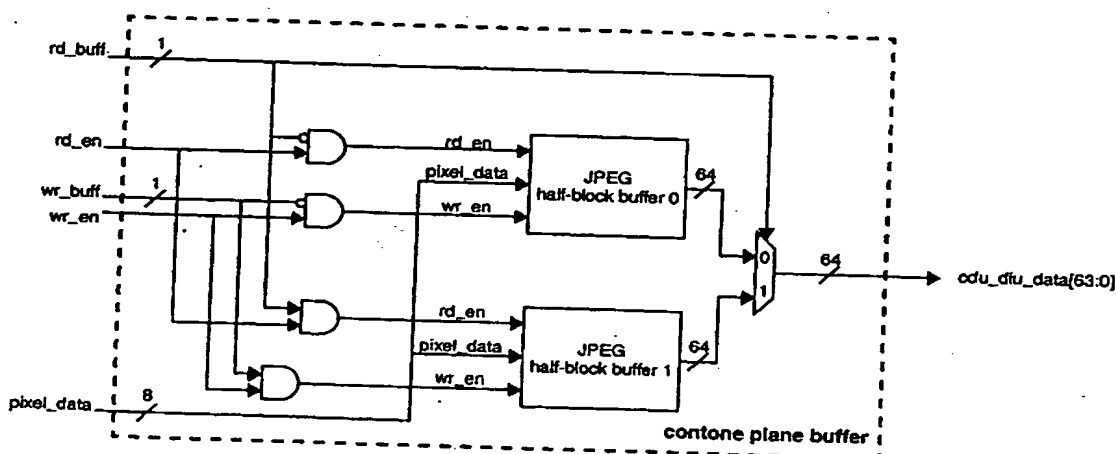 rd_buff
1
rd_en
wr_buff
1
wr_en
pixel_data
8
rd_en
pixel_data
wr_en
JPEG
half-block buffer 0
64
rd_en
pixel_data
wr_en
JPEG
half-block buffer 1
64
0
1
64
cdu_diu_data[63:0]
contone plane buffer